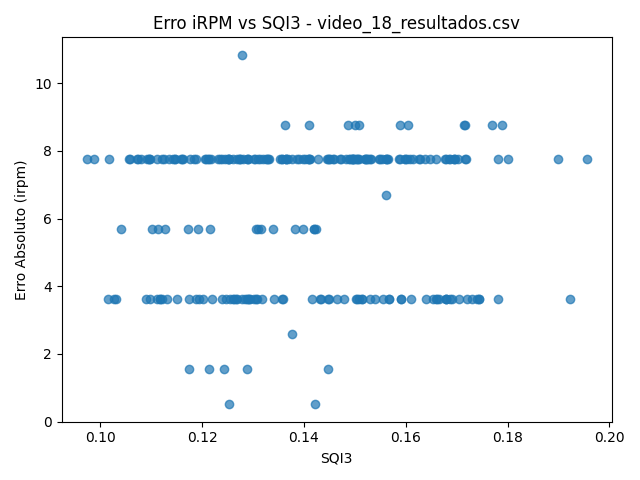 Erro iRPM vs SQI3 - video_18_resultados.csv
Erro Absoluto (irpm)
10
8
6
4
2
0
0.10 0.12 0.14 0.16 0.18 0.20
SQI3